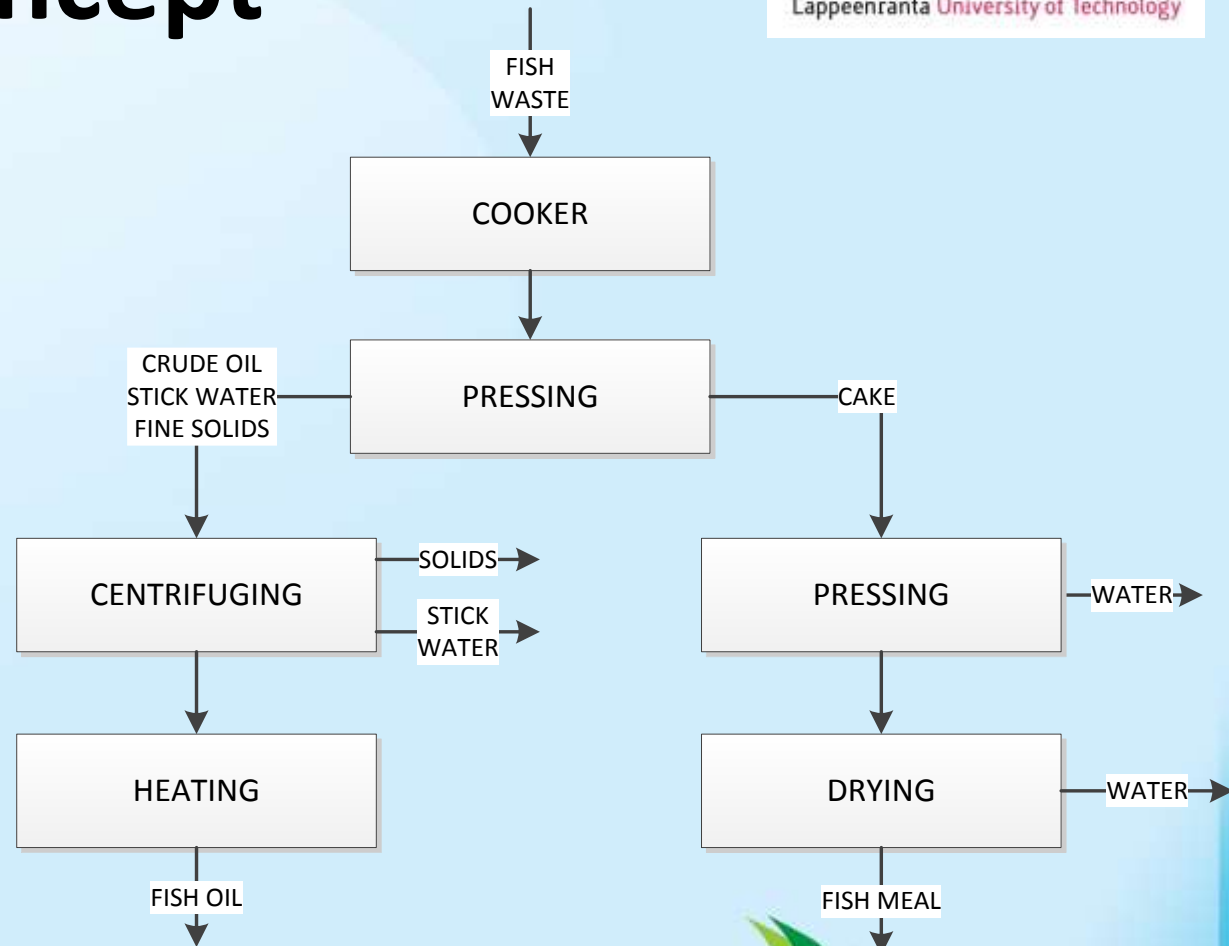 Lappeenranta University of Technology
FISH
WASTE
COOKER
PRESSING
CRUDE OIL
STICK WATER
FINE SOLIDS
CAKE
CENTRIFUGING
SOLIDS
STICK
WATER
PRESSING
WATER
HEATING
DRYING
WATER
FISH OIL
FISH MEAL